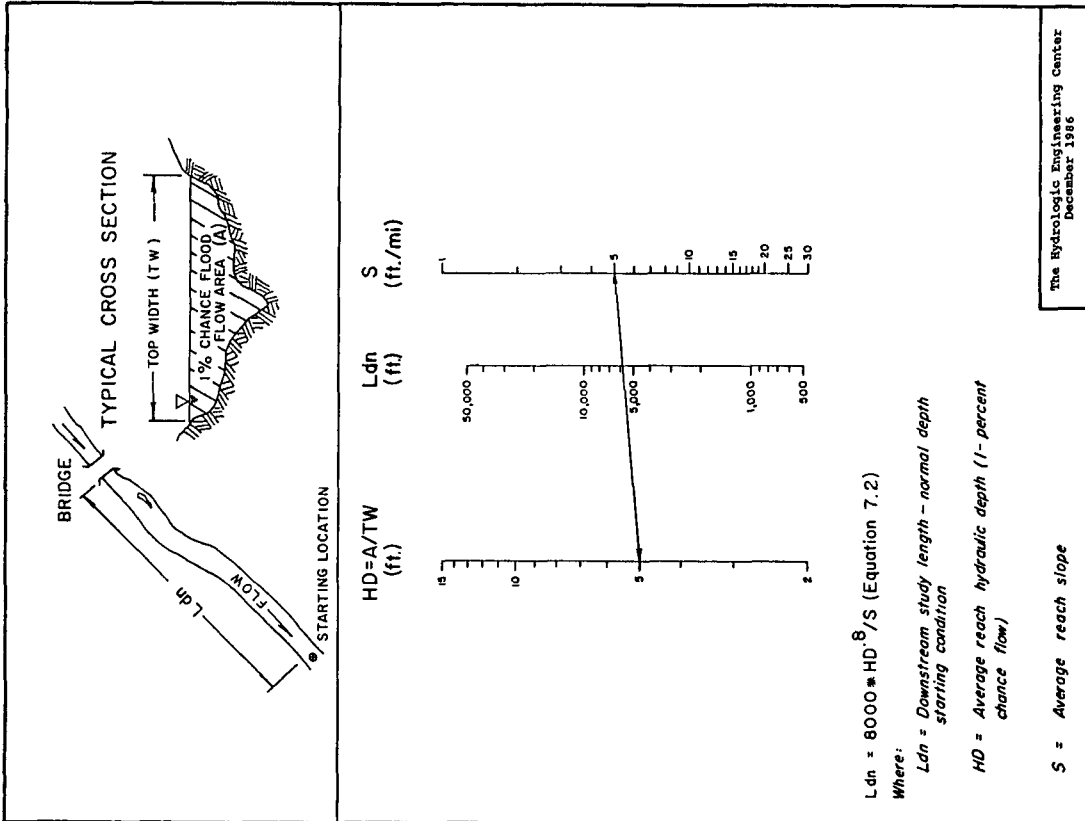 BRIDGE
Ldn
FLOW
STARTING LOCATION
TYPICAL CROSS SECTION
TOP WIDTH (TW)
1% CHANCE FLOOD
FLOW AREA (A)
HD=A/TW
(ft.)
15
10
5
2
Ldn
(ft)
50,000
10,000
5,000
1,000
500
S
(ft./mi)
1
5
10
15
20
25
30
Ldn = 8000*HD.8/S (Equation 7.2)
Where:
Ldn = Downstream study length - normal depth
starting condition
HD = Average reach hydraulic depth (1- percent
chance flow)
S = Average reach slope
The Hydrologic Engineering Center
December 1986